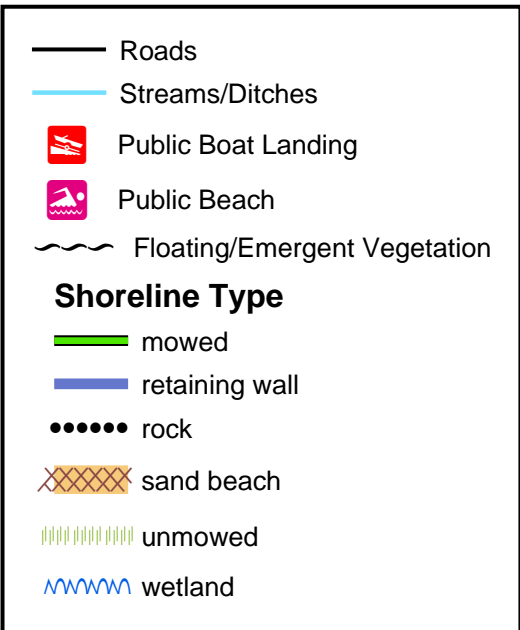 Roads
Streams/Ditches
Public Boat Landing
Public Beach
Floating/Emergent Vegetation
Shoreline Type
mowed
retaining wall
rock
sand beach
unmowed
wetland